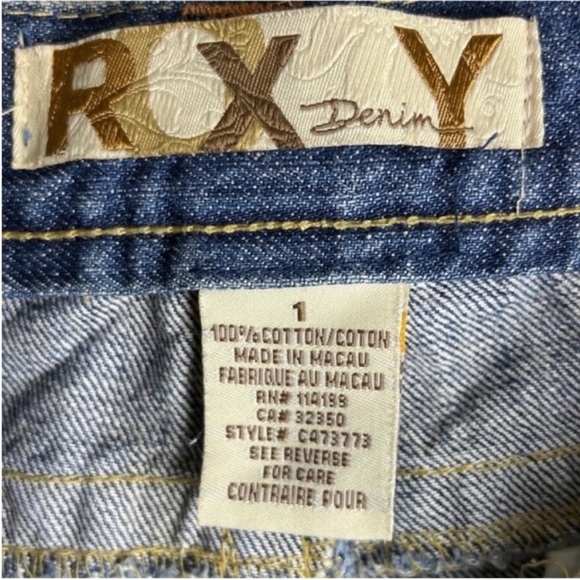 ROXY Denim
1
100%COTTON/COTON
MADE IN MACAU
FABRIQUE AU MACAU
RN# 114199
CA# 32350
STYLE# CA73773
SEE REVERSE
FOR CARE
CONTRAIRE POUR